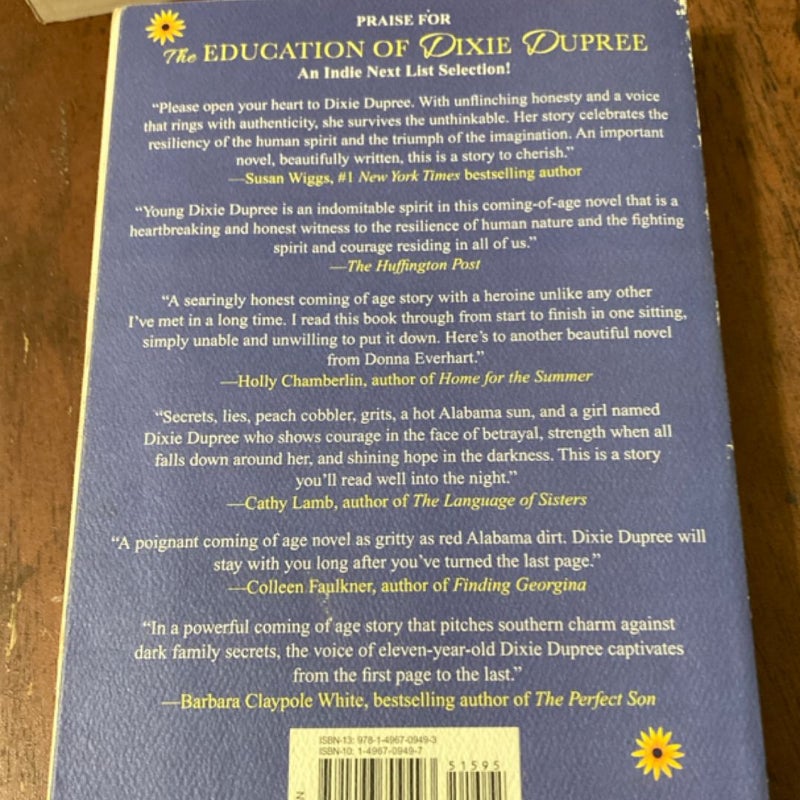 PRAISE FOR
The EDUCATION OF DIXIE DUPREE
An Indie Next List Selection!
“Please open your heart to Dixie Dupree. With unflinching honesty and a voice
that rings with authenticity, she survives the unthinkable. Her story celebrates the
resiliency of the human spirit and the triumph of the imagination. An important
novel, beautifully written, this is a story to cherish.”
—Susan Wiggs, #1 New York Times bestselling author
“Young Dixie Dupree is an indomitable spirit in this coming-of-age novel that is a
heartbreaking and honest witness to the resilience of human nature and the fighting
spirit and courage residing in all of us.”
—The Huffington Post
“A searingly honest coming of age story with a heroine unlike any other
I’ve met in a long time. I read this book through from start to finish in one sitting,
simply unable and unwilling to put it down. Here’s to another beautiful novel
from Donna Everhart.”
—Holly Chamberlin, author of Home for the Summer
“Secrets, lies, peach cobbler, grits, a hot Alabama sun, and a girl named
Dixie Dupree who shows courage in the face of betrayal, strength when all
falls down around her, and shining hope in the darkness. This is a story
you’ll read well into the night.”
—Cathy Lamb, author of The Language of Sisters
“A poignant coming of age novel as gritty as red Alabama dirt. Dixie Dupree will
stay with you long after you’ve turned the last page.”
—Colleen Faulkner, author of Finding Georgina
“In a powerful coming of age story that pitches southern charm against
dark family secrets, the voice of eleven-year-old Dixie Dupree captivates
from the first page to the last.”
—Barbara Claypole White, bestselling author of The Perfect Son
ISBN-13: 978-1-4967-0949-3
ISBN-10: 1-4967-0949-7
51595